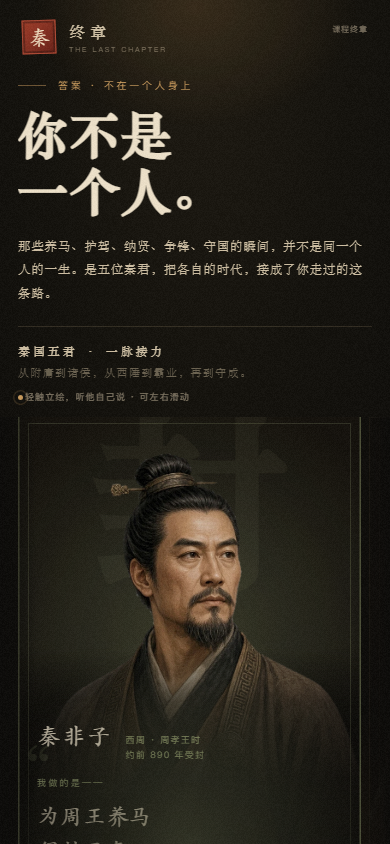 秦
终章
THE LAST CHAPTER
课程终章
答案 · 不在一个人身上
你不是
一个人。
那些养马、护驾、纳贤、争锋、守国的瞬间，并不是同一个
人的一生。是五位秦君，把各自的时代，接成了你走过的这
条路。
秦国五君 · 一脉接力
从附庸到诸侯，从西陲到霸业，再到守成。
轻触立绘，听他自己说 · 可左右滑动
封
秦非子
西周 · 周孝王时
约前 890 年受封
“
我做的是——
为周王养马